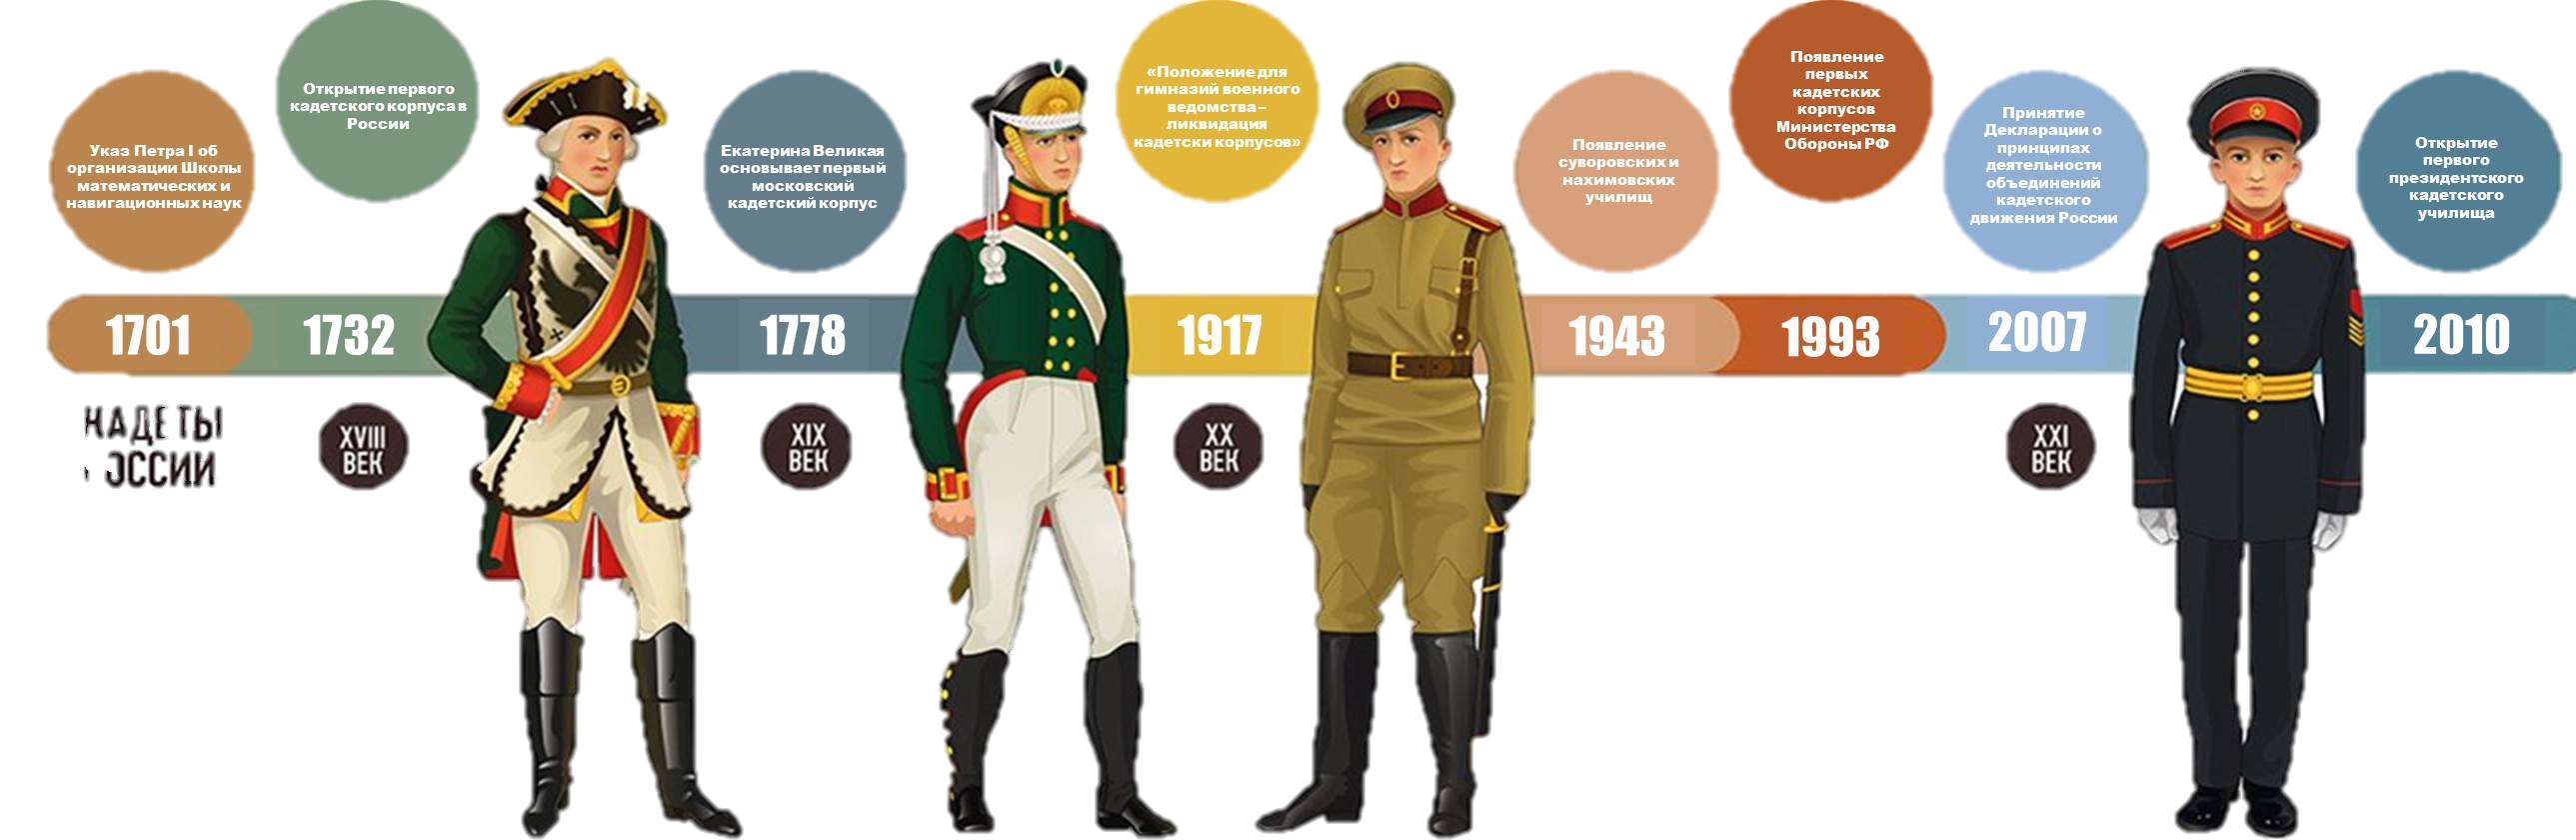 Указ Петра I об
организации Школы
математических и
навигационных наук
Открытие первого
кадетского корпуса в
России
Екатерина Великая
основывает первый
московский
кадетский корпус
«Положение для
гимназий военного
ведомства –
ликвидация
кадетски корпусов»
Появление
суворовских и
нахимовских
училищ
Появление
первых
кадетских
корпусов
Министерства
Обороны РФ
Принятие
Декларации о
принципах
деятельности
объединений
кадетского
движения России
Открытие
первого
президентского
кадетского
училища
1701
1732
1778
1917
1943
1993
2007
2010
КАДЕТЫ
РОССИИ
XVIII
ВЕК
XIX
ВЕК
XX
ВЕК
XXI
ВЕК